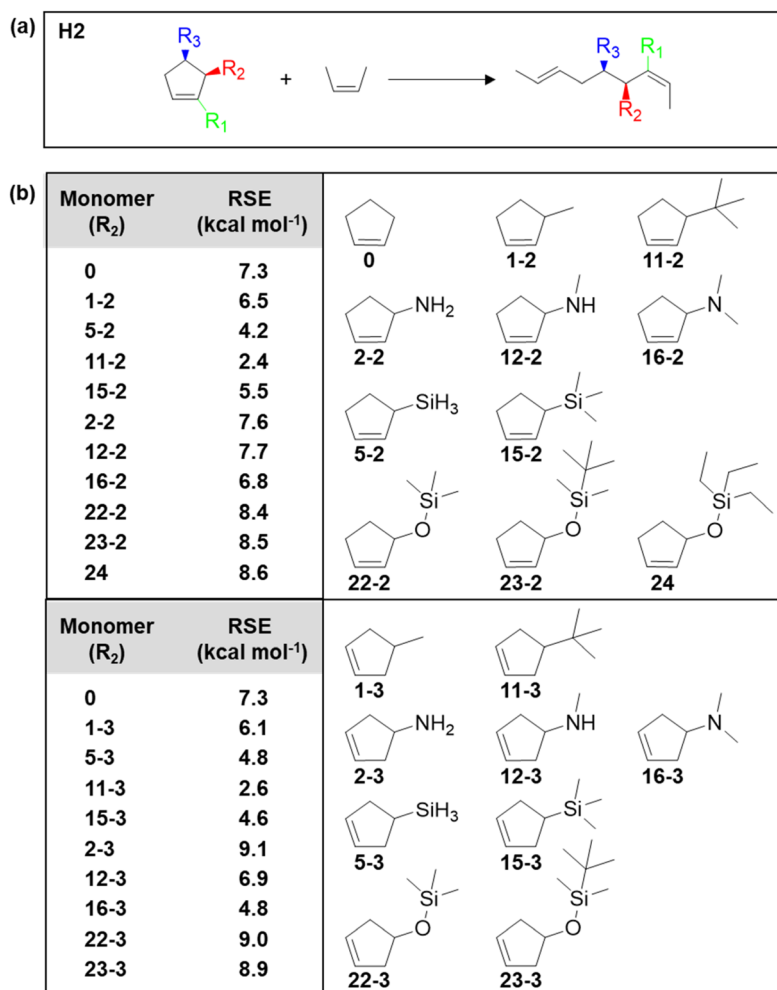 (a) H2
R3 R2 R1 + R3 R1 R2
(b)
Monomer (R2) RSE (kcal mol-1)
0 7.3
1-2 6.5
5-2 4.2
11-2 2.4
15-2 5.5
2-2 7.6
12-2 7.7
16-2 6.8
22-2 8.4
23-2 8.5
24 8.6
0 1-2 11-2
NH2 NH N
2-2 12-2 16-2
SiH3 Si
5-2 15-2
Si Si Si
O O O
22-2 23-2 24
Monomer (R2) RSE (kcal mol-1)
0 7.3
1-3 6.1
5-3 4.8
11-3 2.6
15-3 4.6
2-3 9.1
12-3 6.9
16-3 4.8
22-3 9.0
23-3 8.9
1-3 11-3
NH2 NH N
2-3 12-3 16-3
SiH3 Si
5-3 15-3
Si Si
O O
22-3 23-3